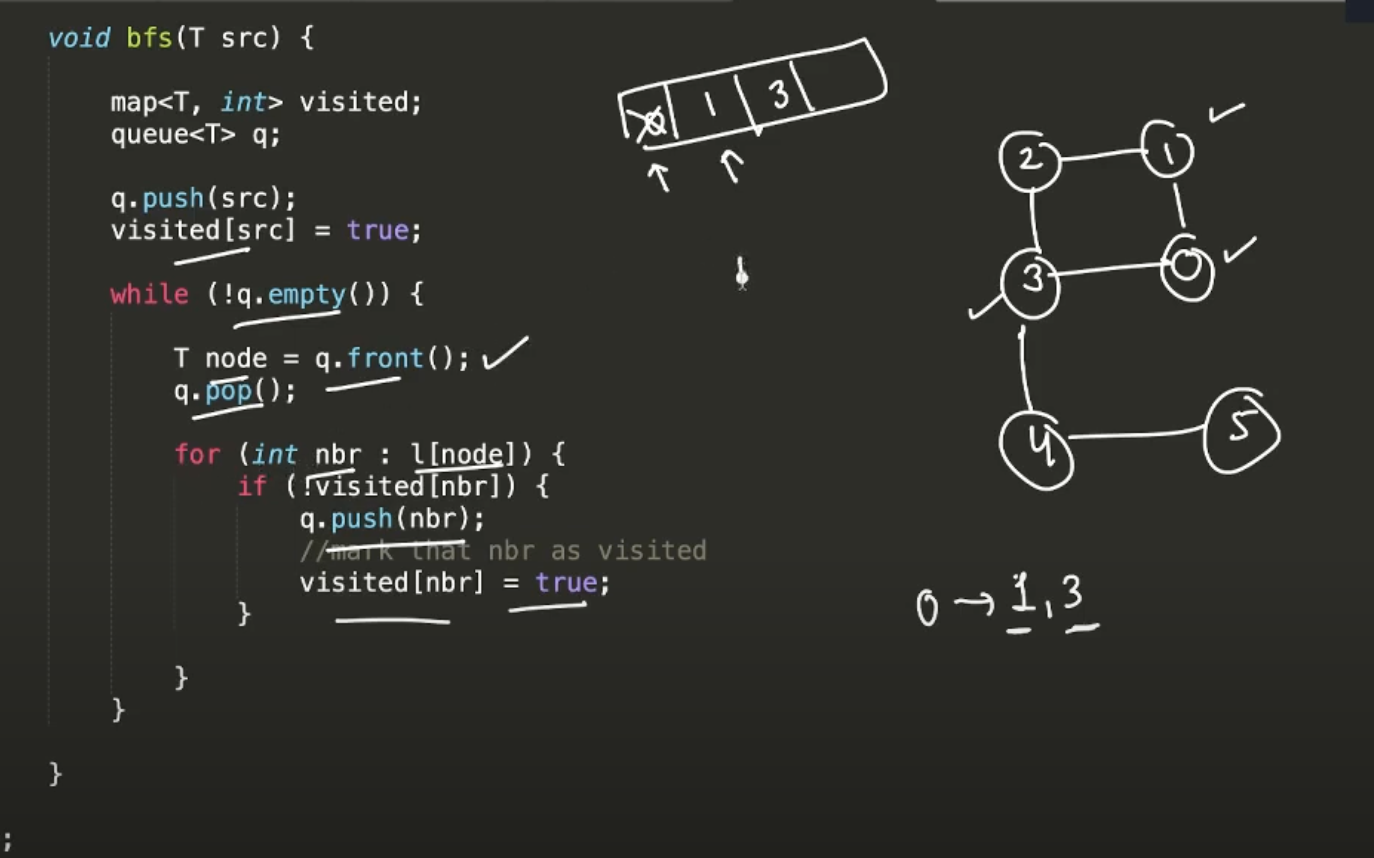 void bfs(T src) {
map<T, int> visited;
queue<T> q;
q.push(src);
visited[src] = true;
while (!q.empty()) {
T node = q.front();
q.pop();
for (int nbr : l[node]) {
if (!visited[nbr]) {
q.push(nbr);
//mark that nbr as visited
visited[nbr] = true;
}
}
}
}
;
0 1 3
2 1
3 0
4 5
0 → 1, 3